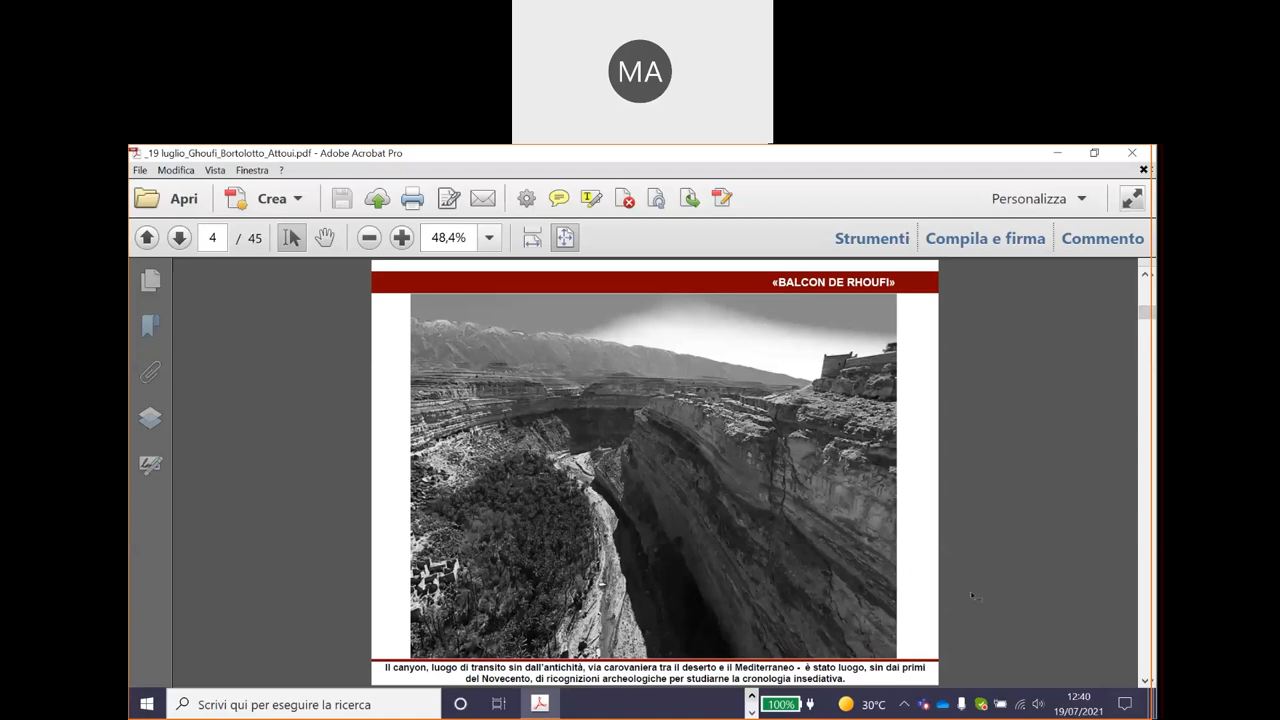 MA
_19 luglio_Ghoufi_Bortolotto_Attoui.pdf - Adobe Acrobat Pro
File Modifica Vista Finestra ?
Apri Crea Personalizza
4 / 45 48,4% Strumenti Compila e firma Commento
«BALCON DE RHOUFI»
Il canyon, luogo di transito sin dall'antichità, via carovaniera tra il deserto e il Mediterraneo - è stato luogo, sin dai primi
del Novecento, di ricognizioni archeologiche per studiarne la cronologia insediativa.
Scrivi qui per eseguire la ricerca 100% 30°C 12:40
19/07/2021